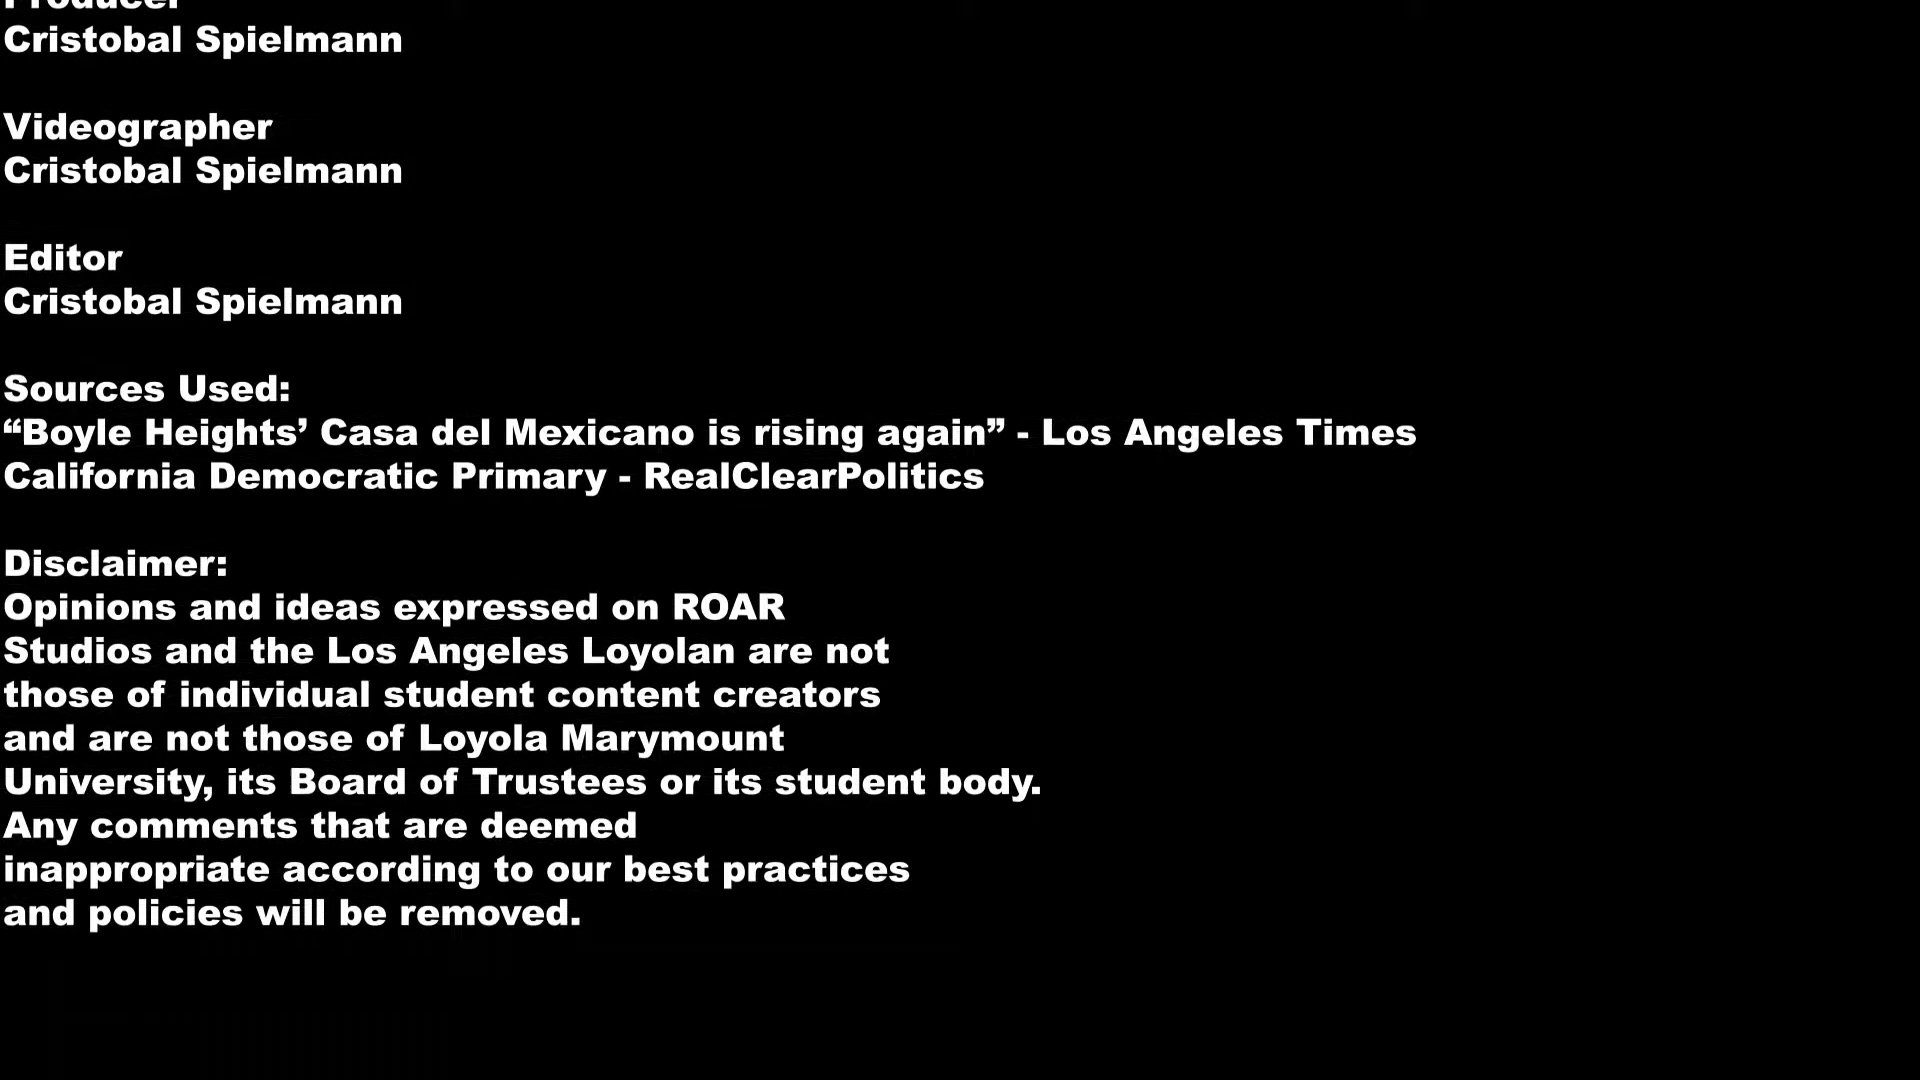 Producer
Cristobal Spielmann
Videographer
Cristobal Spielmann
Editor
Cristobal Spielmann
Sources Used:
“Boyle Heights’ Casa del Mexicano is rising again” - Los Angeles Times
California Democratic Primary - RealClearPolitics
Disclaimer:
Opinions and ideas expressed on ROAR
Studios and the Los Angeles Loyolan are not
those of individual student content creators
and are not those of Loyola Marymount
University, its Board of Trustees or its student body.
Any comments that are deemed
inappropriate according to our best practices
and policies will be removed.